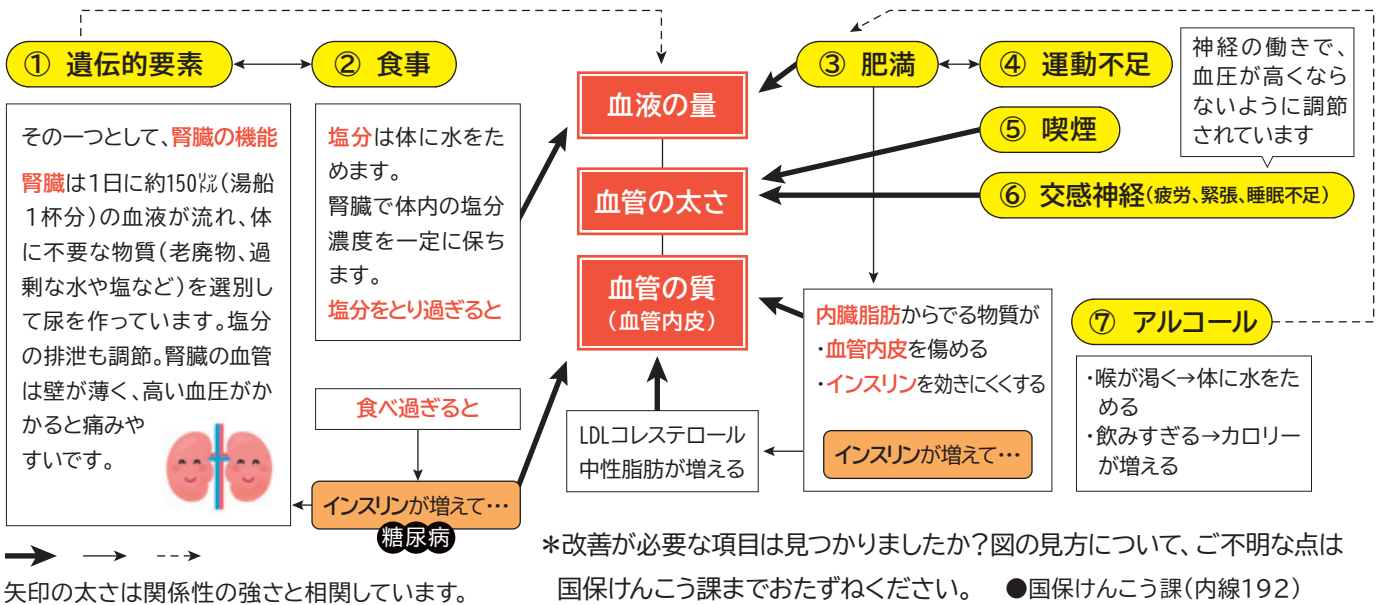 ① 遺伝的要素
② 食事
その一つとして、腎臓の機能
腎臓は1日に約150㍑(湯船
1杯分)の血液が流れ、体
に不要な物質(老廃物、過
剰な水や塩など)を選別し
て尿を作っています。塩分
の排泄も調節。腎臓の血管
は壁が薄く、高い血圧がか
かると痛みや
すいです。
塩分は体に水をた
めます。
腎臓で体内の塩分
濃度を一定に保ち
ます。
塩分をとり過ぎると
食べ過ぎると
インスリンが増えて…
糖尿病
血液の量
血管の太さ
血管の質
(血管内皮)
LDLコレステロール
中性脂肪が増える
③ 肥満
④ 運動不足
⑤ 喫煙
神経の働きで、
血圧が高くなら
ないように調節
されています
⑥ 交感神経(疲労、緊張、睡眠不足)
内臓脂肪からでる物質が
・血管内皮を傷める
・インスリンを効きにくくする
インスリンが増えて…
⑦ アルコール
・喉が渇く→体に水をた
める
・飲みすぎる→カロリー
が増える
矢印の太さは関係性の強さと相関しています。
*改善が必要な項目は見つかりましたか?図の見方について、ご不明な点は
国保けんこう課までおたずねください。 ●国保けんこう課(内線192)